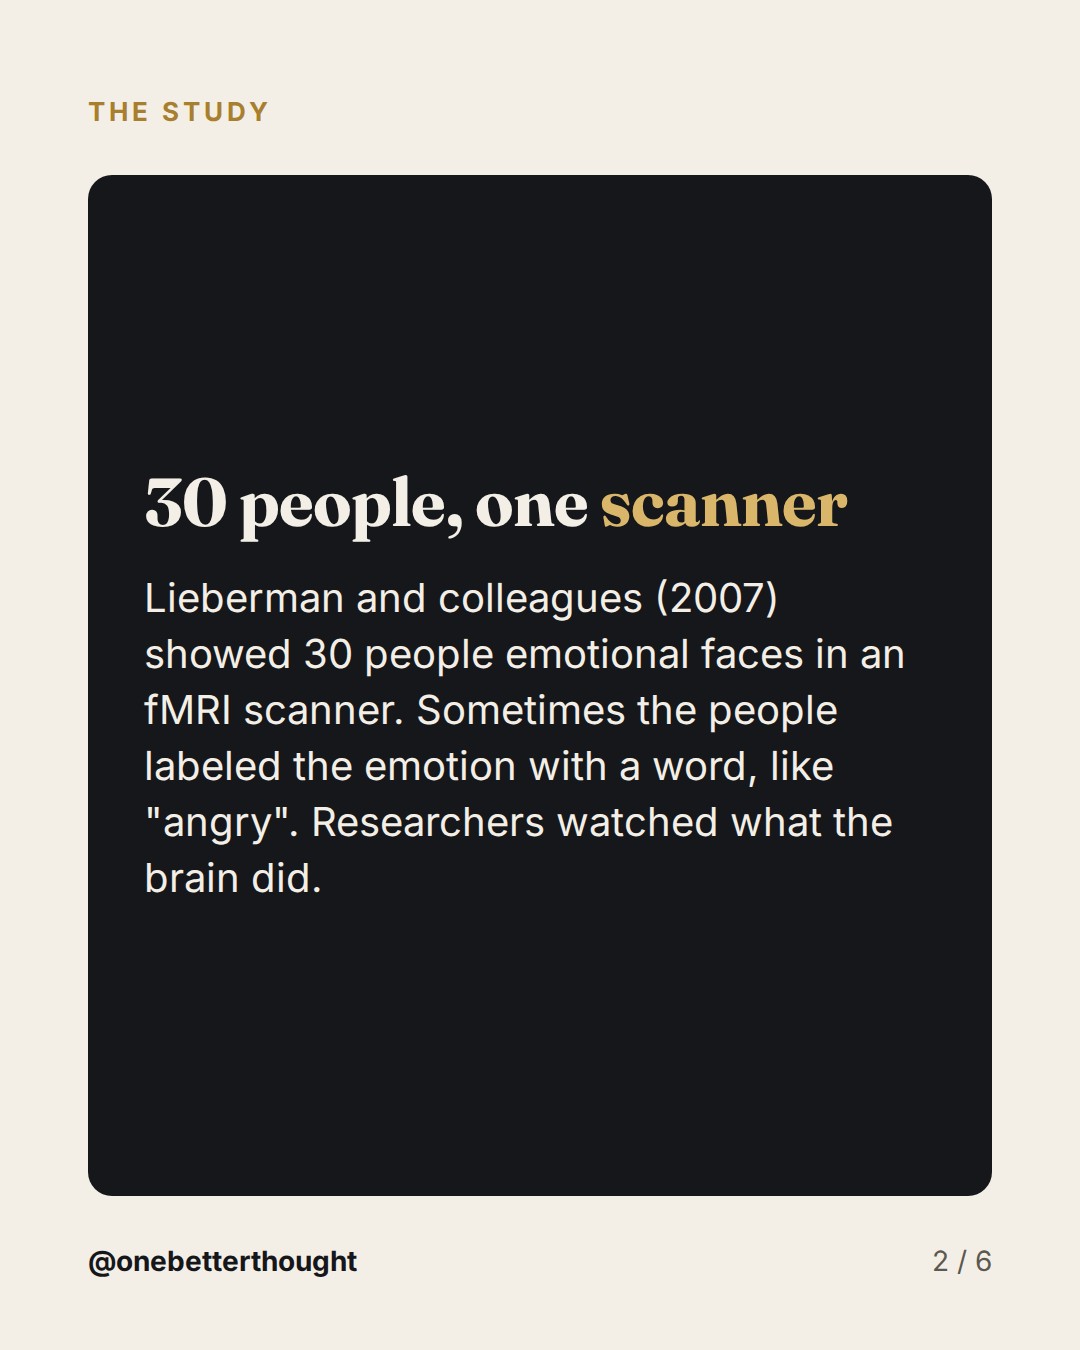 THE STUDY
30 people, one scanner
Lieberman and colleagues (2007)
showed 30 people emotional faces in an
fMRI scanner. Sometimes the people
labeled the emotion with a word, like
"angry". Researchers watched what the
brain did.
@onebetterthought
2 / 6